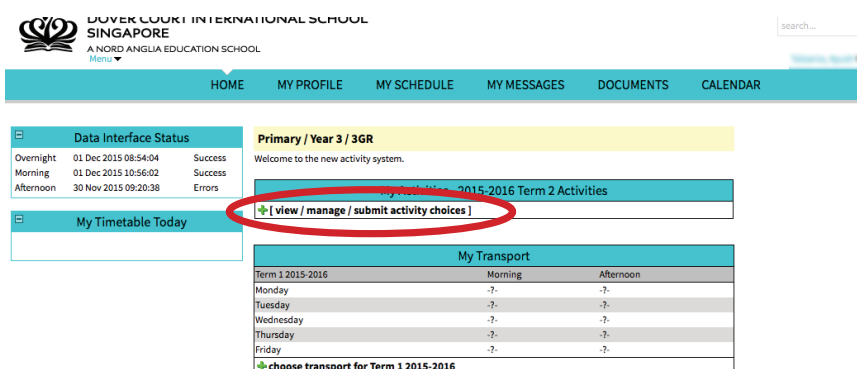 DOVER COURT INTERNATIONAL SCHOOL
SINGAPORE
A NORD ANGLIA EDUCATION SCHOOL
Menu
search...
HOME MY PROFILE MY SCHEDULE MY MESSAGES DOCUMENTS CALENDAR
Data Interface Status
Overnight 01 Dec 2015 08:54:04 Success
Morning 01 Dec 2015 10:56:02 Success
Afternoon 30 Nov 2015 09:20:38 Errors
My Timetable Today
Primary / Year 3 / 3GR
Welcome to the new activity system.
My Activities 2015-2016 Term 2 Activities
[ view / manage / submit activity choices ]
My Transport
Term 1 2015-2016 Morning Afternoon
Monday -?- -?-
Tuesday -?- -?-
Wednesday -?- -?-
Thursday -?- -?-
Friday -?- -?-
choose transport for Term 1 2015-2016